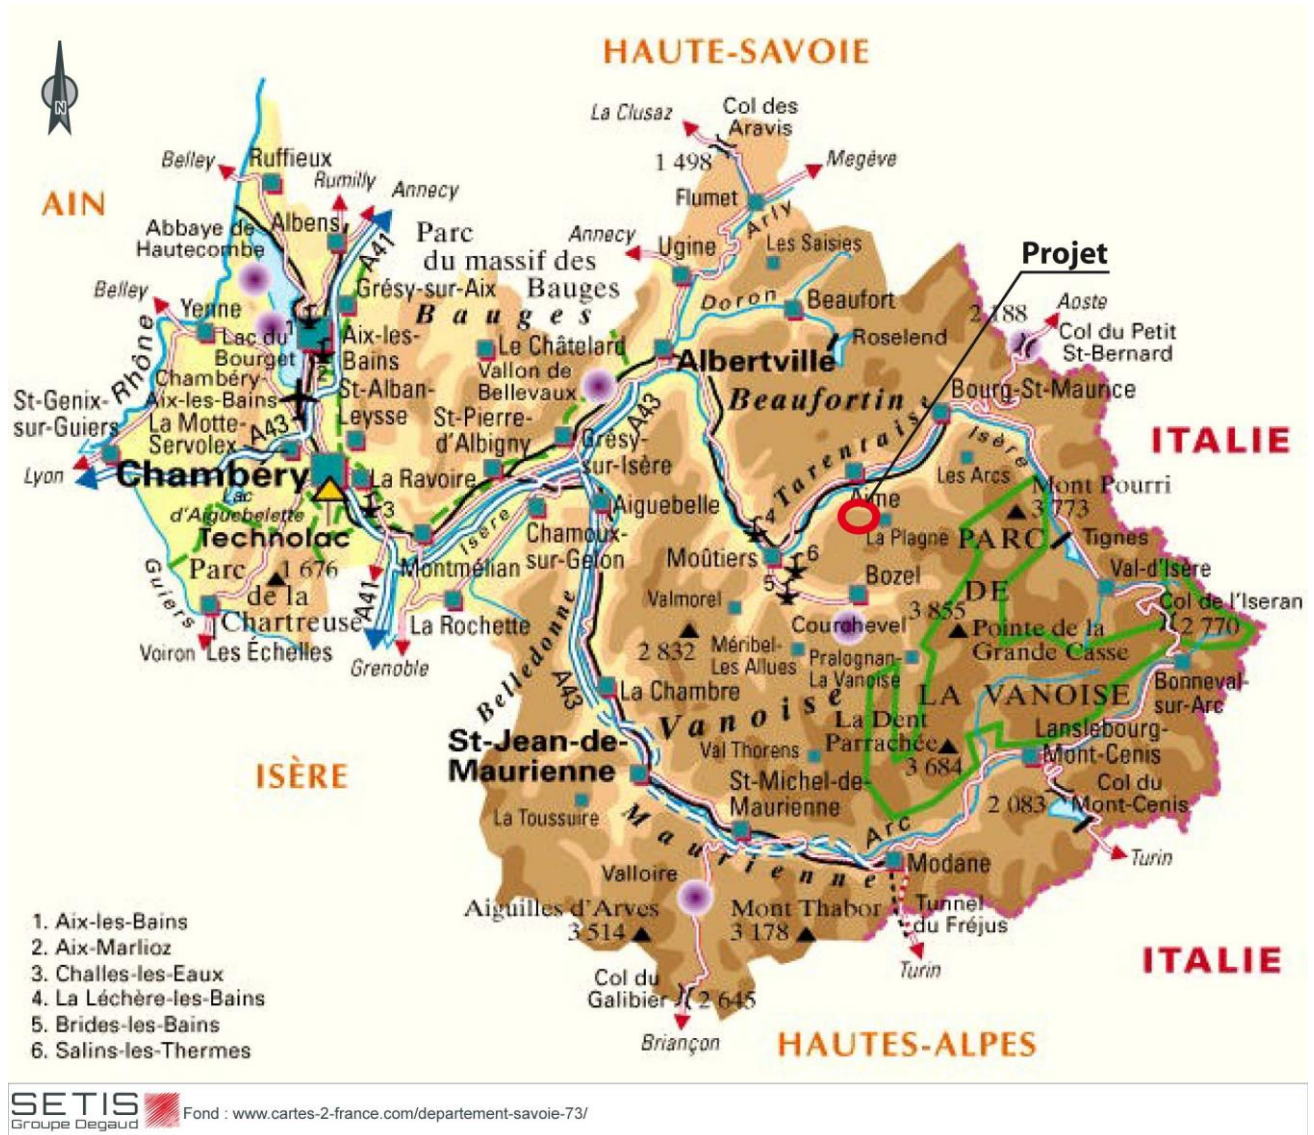 HAUTE-SAVOIE
N
La Clusaz
Col des
Aravis
1 498
Megève
Belley
Ruffieux
Rumilly
Annecy
Flumet
AIN
Abbaye de
Hautecombe
Albens
A41
Parc
du massif des
Bauges
Annecy
Ugine
Arly
Les Saisies
Projet
Belley
Yenne
Grésy-sur-Aix
Bauges
Doron
Beaufort
2 188
Aoste
Rhône
Lac du
Bourget
1
2
Aix-les-
Bains
Le Châtelard
Vallon de
Bellevaux
Albertville
Roselend
Col du Petit
St-Bernard
St-Genix-
sur-Guiers
Chambéry-
Aix-les-Bains
St-Alban-
Leysse
St-Pierre-
d'Albigny
A43
Beaufortin
Bourg-St-Maurice
La Motte-
Servolex
A43
Grésy-
sur-Isère
Tarentaise
Isère
ITALIE
Lyon
Chambéry
La Ravoire
Les Arcs
Mont Pourri
3 773
Lac
d'Aiguebelette
3
Isère
Aiguebelle
Aime
4
La Plagne
PARC
Tignes
Technolac
Chamoux-
sur-Gelon
Moûtiers
6
Guiers
Parc
de la
Chartreuse
1 676
A41
Montmélian
5
Bozel
DE
Val-d'Isère
La Rochette
Valmorel
3 855
Col de l'Iseran
2 770
Courchevel
Pointe de la
Grande Casse
Voiron
Les Échelles
Grenoble
Belledonne
2 832
Méribel-
Les Allues
Pralognan-
La Vanoise
A43
La Chambre
LA VANOISE
Bonneval-
sur-Arc
Vanoise
La Dent
Parrachée
3 684
Lanslebourg-
Mont-Cenis
St-Jean-de-
Maurienne
Val Thorens
ISÈRE
St-Michel-de-
Maurienne
Col du
Mont-Cenis
2 083
La Toussuire
Maurienne
Arc
Turin
Modane
Valloire
Aiguilles d'Arves
3 514
Mont Thabor
3 178
Tunnel
du Fréjus
Turin
ITALIE
Col du
Galibier
2 645
Briançon
HAUTES-ALPES
1. Aix-les-Bains
2. Aix-Marlioz
3. Challes-les-Eaux
4. La Léchère-les-Bains
5. Brides-les-Bains
6. Salins-les-Thermes
SETIS
Groupe Degaud
Fond : www.cartes-2-france.com/departement-savoie-73/